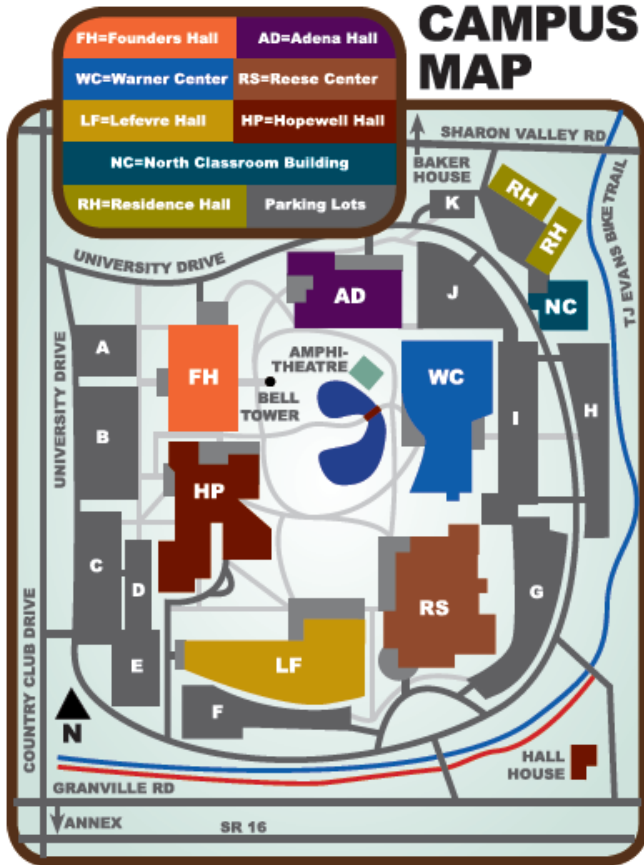 CAMPUS
MAP
FH=Founders Hall
AD=Adena Hall
WC=Warner Center
RS=Reese Center
LF=Lefevre Hall
HP=Hopewell Hall
NC=North Classroom Building
RH=Residence Hall
Parking Lots
SHARON VALLEY RD
BAKER
HOUSE
K
RH
RH
TJ EVANS BIKE TRAIL
UNIVERSITY DRIVE
AD
J
NC
A
FH
AMPHI-
THEATRE
WC
BELL
TOWER
UNIVERSITY DRIVE
B
I
H
HP
C
D
G
RS
E
LF
F
N
COUNTRY CLUB DRIVE
HALL
HOUSE
GRANVILLE RD
ANNEX
SR 16